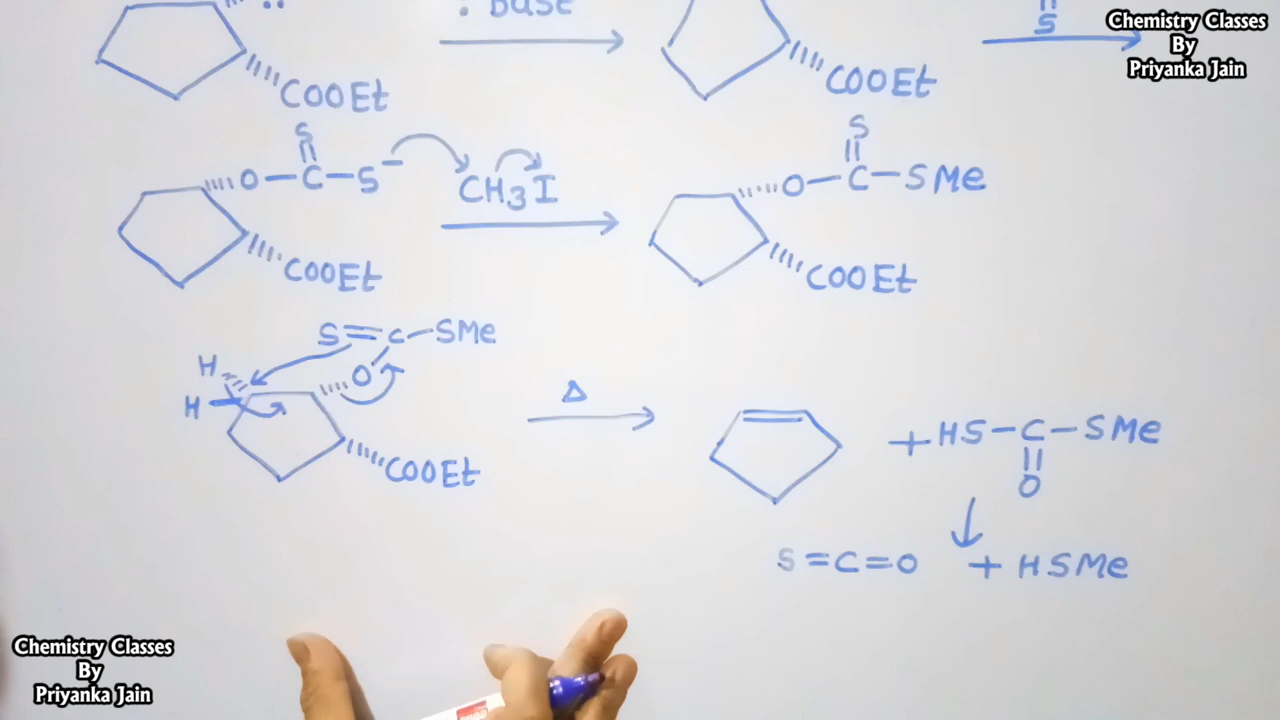 : Base
S
Chemistry Classes
By
Priyanka Jain
COOEt
COOEt
S
O—C—S⁻
CH3I
COOEt
S
O—C—SMe
COOEt
S=C—SMe
O
H
H
COOEt
Δ
+ HS—C—SMe
O
S=C=O + HSMe
Chemistry Classes
By
Priyanka Jain